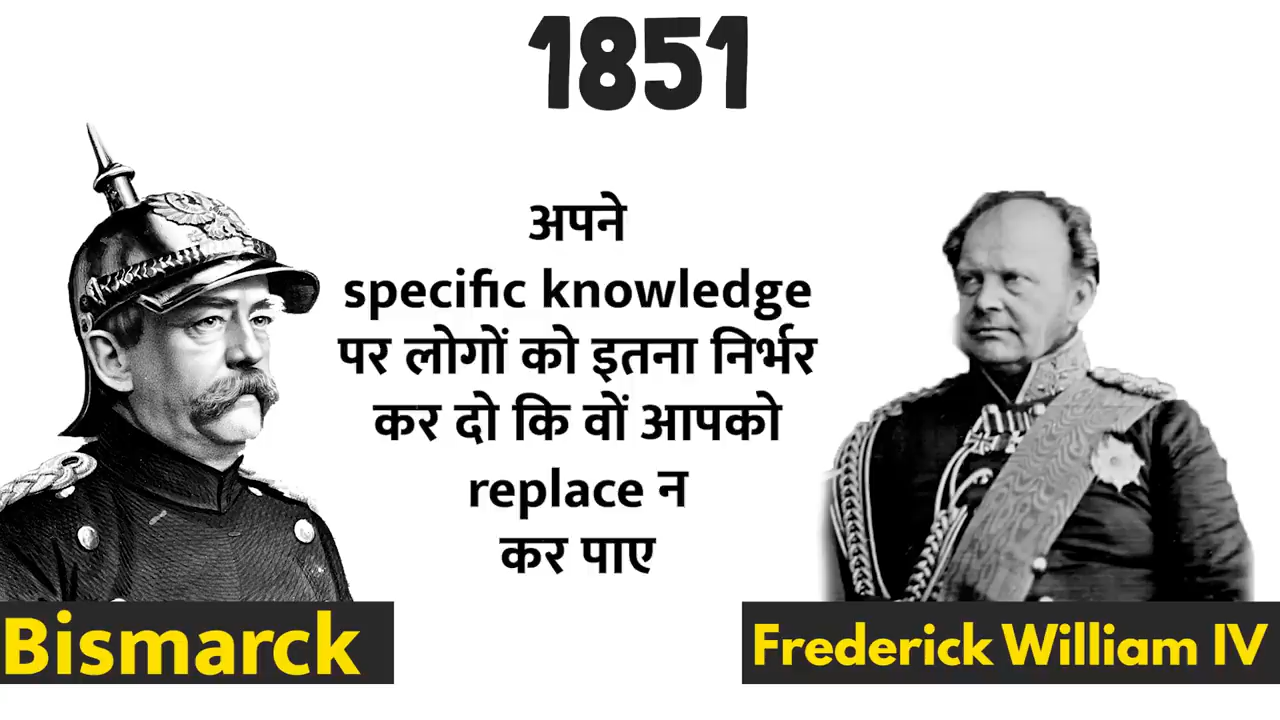 1851
अपने
specific knowledge
पर लोगों को इतना निर्भर
कर दो कि वों आपको
replace न
कर पाए
Bismarck
Frederick William IV